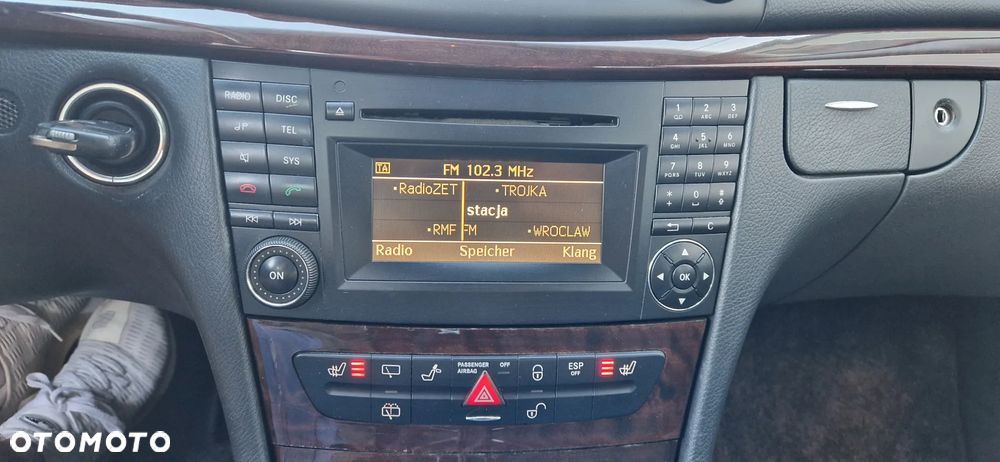 RADIO DISC
TEL
SYS
ON
TA FM 102.3 MHz
•RadioZET •TROJKA
stacja
•RMF FM •WROCLAW
Radio Speicher Klang
1 2 ABC 3 DEF
4 GHI 5 JKL 6 MNO
7 PQRS 8 TUV 9 WXYZ
* + 0 #
C
OK
PASSENGER AIRBAG OFF
ESP OFF
OTOMOTO